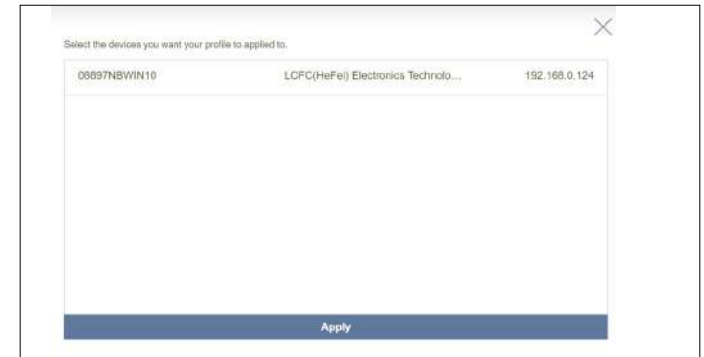 Select the devices you want your profile to applied to.
08897NBWIN10 LCFC(HeFei) Electronics Technolo... 192.168.0.124
Apply